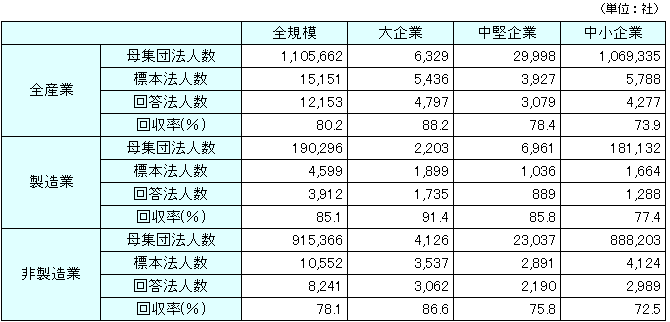 (単位：社)
全規模 大企業 中堅企業 中小企業
全産業
母集団法人数 1,105,662 6,329 29,998 1,069,335
標本法人数 15,151 5,436 3,927 5,788
回答法人数 12,153 4,797 3,079 4,277
回収率(％) 80.2 88.2 78.4 73.9
製造業
母集団法人数 190,296 2,203 6,961 181,132
標本法人数 4,599 1,899 1,036 1,664
回答法人数 3,912 1,735 889 1,288
回収率(％) 85.1 91.4 85.8 77.4
非製造業
母集団法人数 915,366 4,126 23,037 888,203
標本法人数 10,552 3,537 2,891 4,124
回答法人数 8,241 3,062 2,190 2,989
回収率(％) 78.1 86.6 75.8 72.5